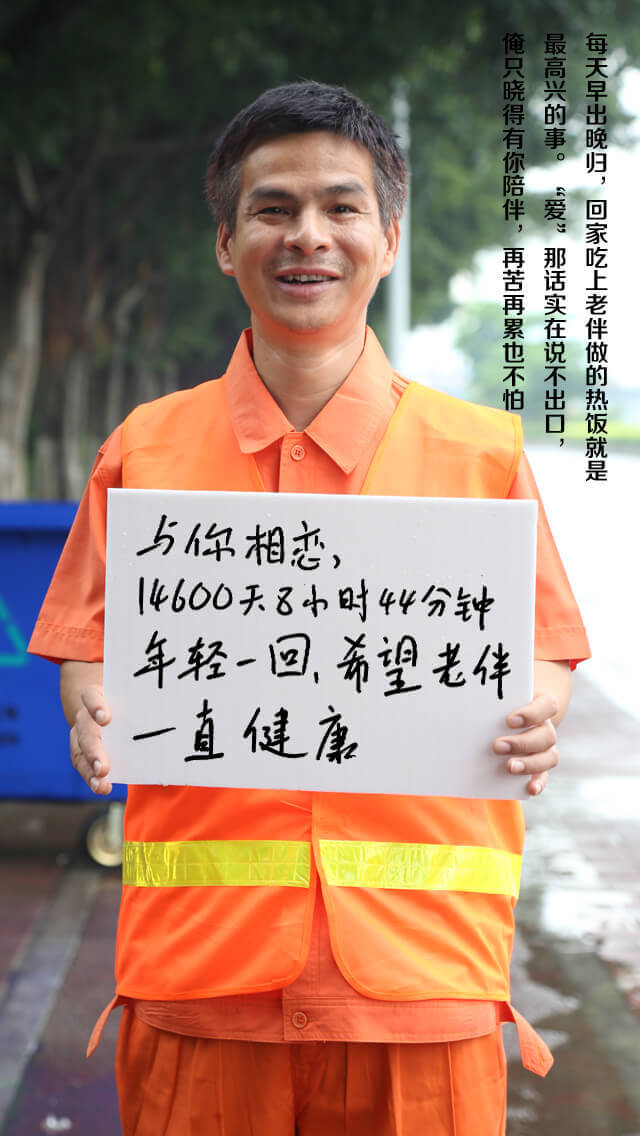 每天早出晚归，回家吃上老伴做的热饭就是
最高兴的事。“爱”那话实在说不出口，
俺只晓得有你陪伴，再苦再累也不怕
与你相恋，
14600天8小时44分钟
年轻一回、希望老伴
一直健康